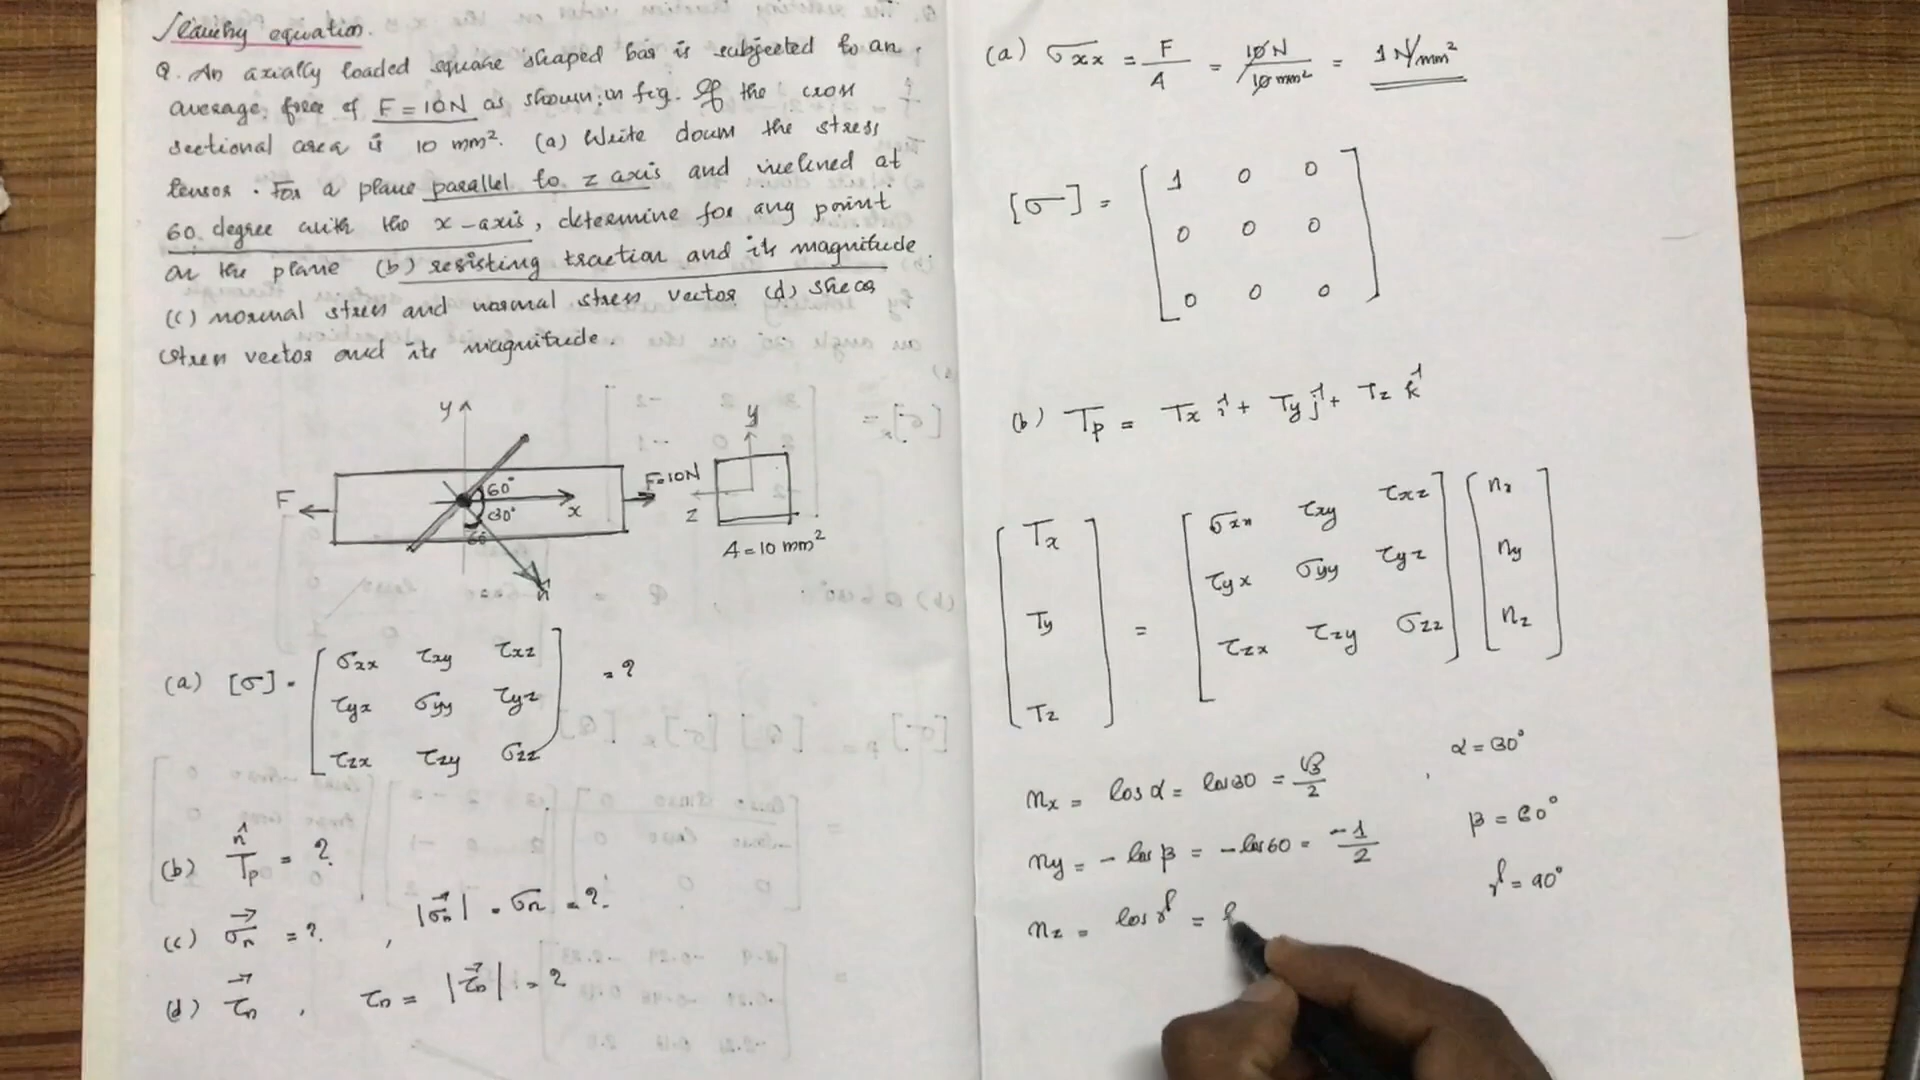 Cauchy equation.
Q. An axially loaded square shaped bar is subjected to an
average force of F = 10N as shown in fig. If the cross
sectional area is 10 mm². (a) Write down the stress
tensor. For a plane parallel to z axis and inclined at
60 degree with the x-axis, determine for any point
on the plane (b) resisting traction and its magnitude
(c) normal stress and normal stress vector (d) shear
stress vector and its magnitude.
y
y
F
60°
30°
60
x
F=10N
z
n̂
A = 10 mm²
(a) [σ] = [ σxx τxy τxz
τyx σyy τyz
τzx τzy σzz ] = ?
(b) n̂
Tp = ?
(c) σn = ? , |σn| = σn = ?
(d) τn , τn = |τn| = ?
(a) σxx = F/A = 10N/10mm² = 1 N/mm²
[σ] = [ 1 0 0
0 0 0
0 0 0 ]
(b) Tp = Tx î + Ty ĵ + Tz k̂
[ Tx
Ty
Tz ] = [ σxx τxy τxz
τyx σyy τyz
τzx τzy σzz ] [ nx
ny
nz ]
nx = cos α = cos 30 = √3/2 , α = 30°
ny = - cos β = - cos 60 = -1/2 β = 60°
nz = cos γ = γ = 90°